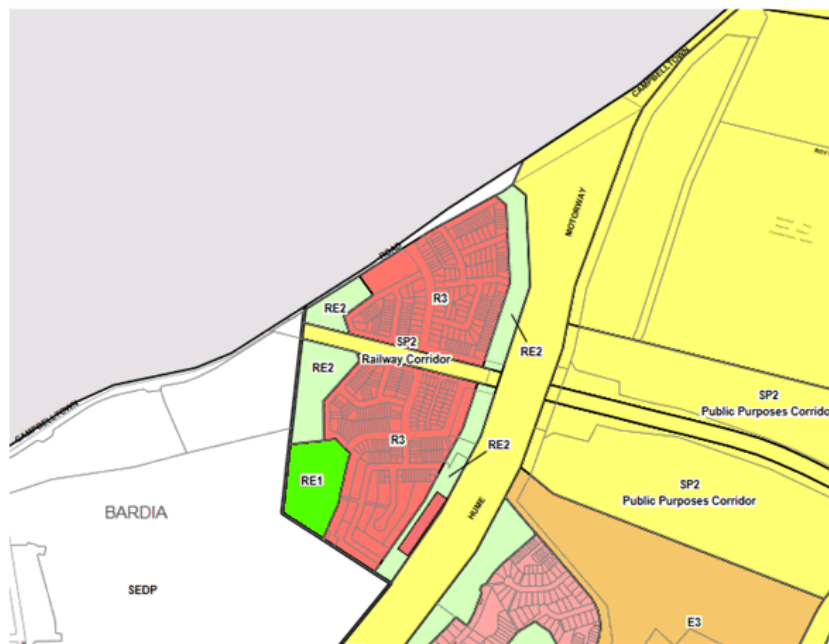 CAMPBELLTOWN
MOTORWAY
ROAD
R3
RE2
SP2
Railway Corridor
RE2
RE2
SP2
Public Purposes Corridor
CAMPBELLTOWN
R3
RE2
RE1
SP2
Public Purposes Corridor
HUME
BARDIA
SEDP
E3